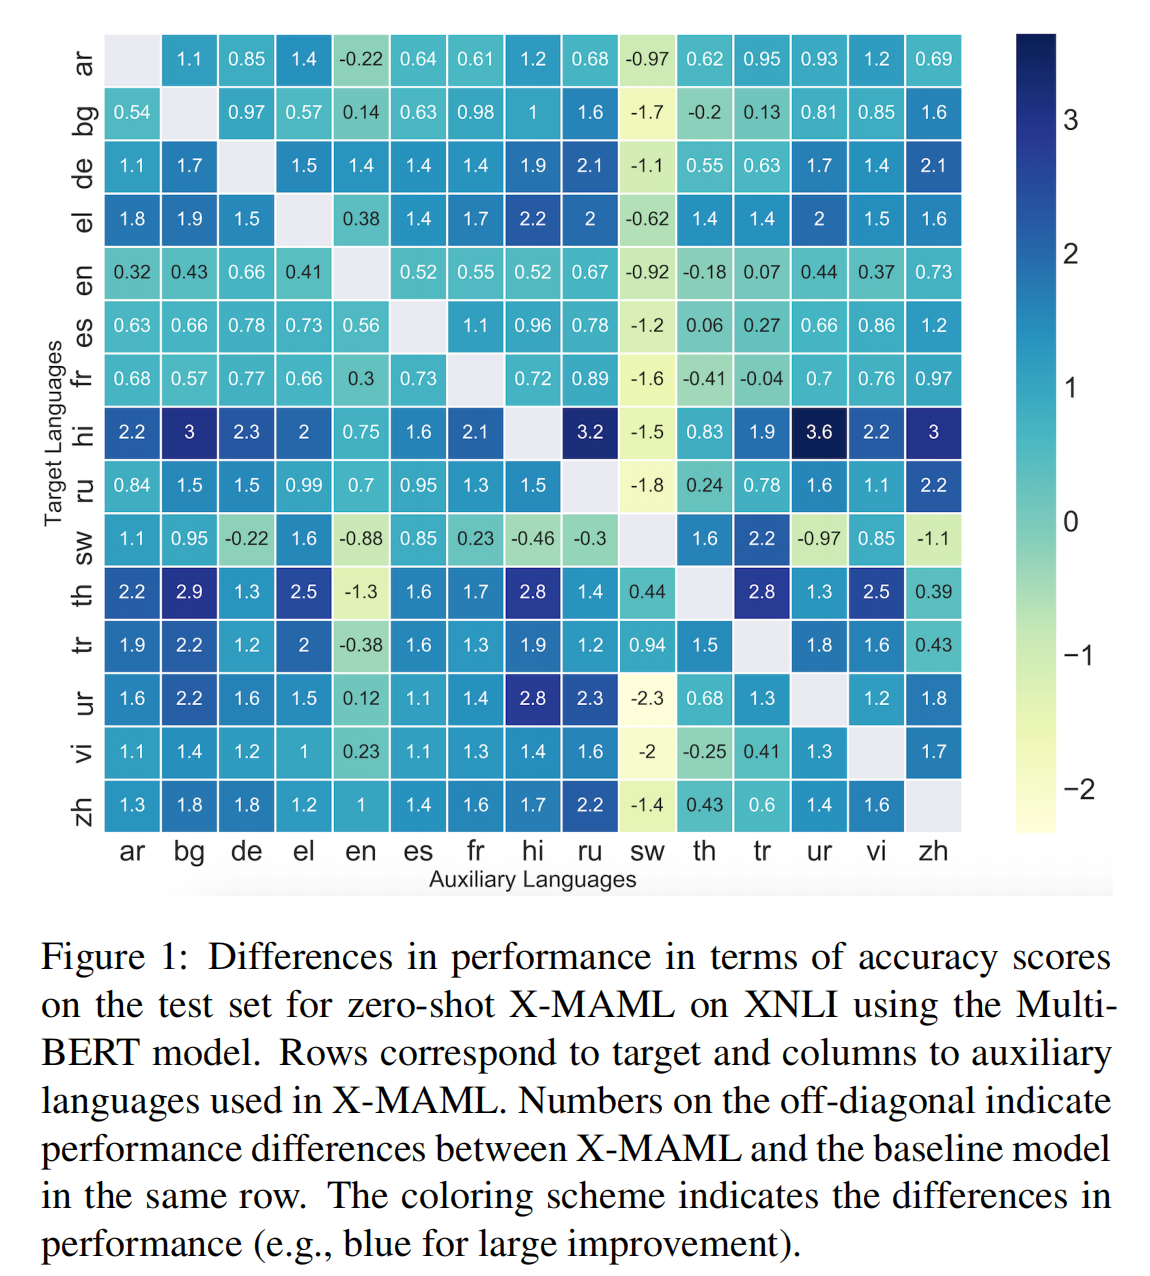 ar 1.1 0.85 1.4 -0.22 0.64 0.61 1.2 0.68 -0.97 0.62 0.95 0.93 1.2 0.69
bg 0.54 0.97 0.57 0.14 0.63 0.98 1 1.6 -1.7 -0.2 0.13 0.81 0.85 1.6
de 1.1 1.7 1.5 1.4 1.4 1.4 1.9 2.1 -1.1 0.55 0.63 1.7 1.4 2.1
el 1.8 1.9 1.5 0.38 1.4 1.7 2.2 2 -0.62 1.4 1.4 2 1.5 1.6
en 0.32 0.43 0.66 0.41 0.52 0.55 0.52 0.67 -0.92 -0.18 0.07 0.44 0.37 0.73
es 0.63 0.66 0.78 0.73 0.56 1.1 0.96 0.78 -1.2 0.06 0.27 0.66 0.86 1.2
fr 0.68 0.57 0.77 0.66 0.3 0.73 0.72 0.89 -1.6 -0.41 -0.04 0.7 0.76 0.97
hi 2.2 3 2.3 2 0.75 1.6 2.1 3.2 -1.5 0.83 1.9 3.6 2.2 3
ru 0.84 1.5 1.5 0.99 0.7 0.95 1.3 1.5 -1.8 0.24 0.78 1.6 1.1 2.2
sw 1.1 0.95 -0.22 1.6 -0.88 0.85 0.23 -0.46 -0.3 1.6 2.2 -0.97 0.85 -1.1
th 2.2 2.9 1.3 2.5 -1.3 1.6 1.7 2.8 1.4 0.44 2.8 1.3 2.5 0.39
tr 1.9 2.2 1.2 2 -0.38 1.6 1.3 1.9 1.2 0.94 1.5 1.8 1.6 0.43
ur 1.6 2.2 1.6 1.5 0.12 1.1 1.4 2.8 2.3 -2.3 0.68 1.3 1.2 1.8
vi 1.1 1.4 1.2 1 0.23 1.1 1.3 1.4 1.6 -2 -0.25 0.41 1.3 1.7
zh 1.3 1.8 1.8 1.2 1 1.4 1.6 1.7 2.2 -1.4 0.43 0.6 1.4 1.6
ar bg de el en es fr hi ru sw th tr ur vi zh
Target Languages
Auxiliary Languages
3
2
1
0
−1
−2
Figure 1: Differences in performance in terms of accuracy scores
on the test set for zero-shot X-MAML on XNLI using the Multi-
BERT model. Rows correspond to target and columns to auxiliary
languages used in X-MAML. Numbers on the off-diagonal indicate
performance differences between X-MAML and the baseline model
in the same row. The coloring scheme indicates the differences in
performance (e.g., blue for large improvement).